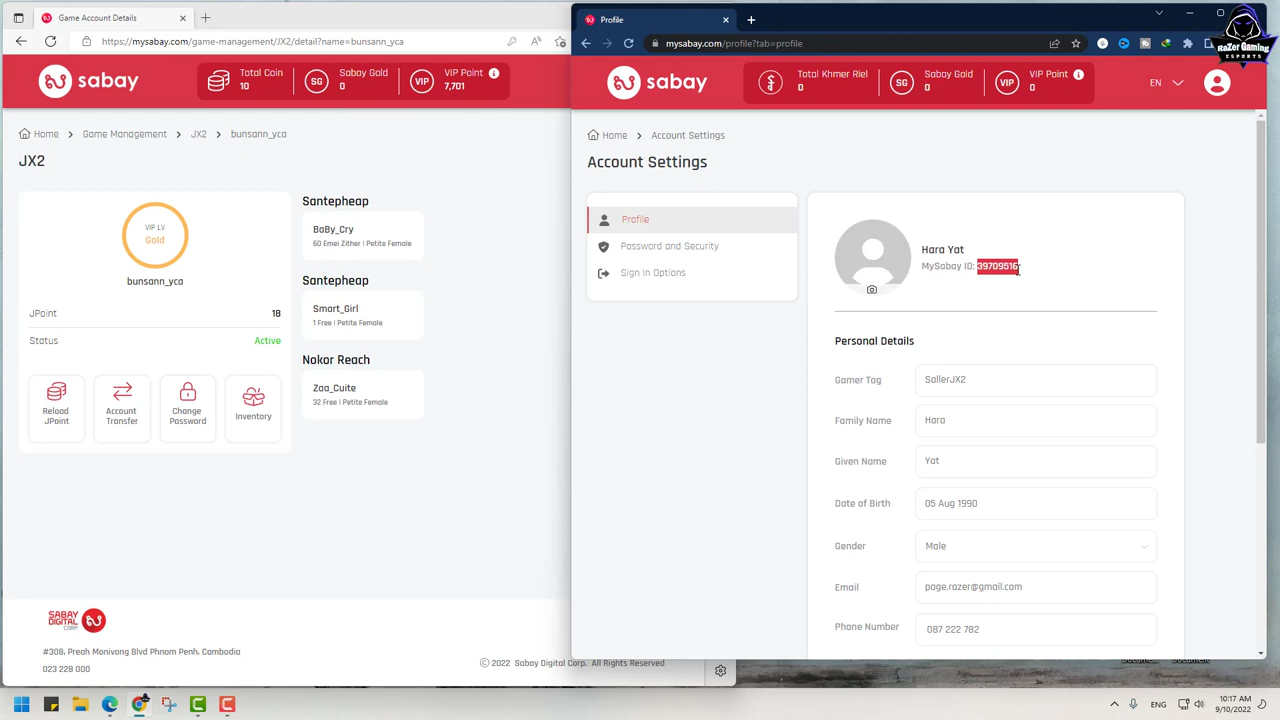 Game Account Details
https://mysabay.com/game-management/JX2/detail?name=bunsann_yca
sabay
Total Coin
10
SG
Sabay Gold
0
VIP
VIP Point
7,701
Home
Game Management
JX2
bunsann_yca
JX2
VIP LV
Gold
bunsann_yca
JPoint
18
Status
Active
Reload
JPoint
Account
Transfer
Change
Password
Inventory
Santepheap
BaBy_Cry
60 Emei Zither | Petite Female
Santepheap
Smart_Girl
1 Free | Petite Female
Nokor Reach
Zaa_Cuite
32 Free | Petite Female
SABAY
DIGITAL
CORP.
#308, Preah Monivong Blvd Phnom Penh, Cambodia
023 228 000
© 2022 Sabay Digital Corp. All Rights Reserved
Profile
mysabay.com/profile?tab=profile
RaZer Gaming
ESPORTS
sabay
Total Khmer Riel
0
SG
Sabay Gold
0
VIP
VIP Point
0
EN
Home
Account Settings
Account Settings
Profile
Password and Security
Sign In Options
Hara Yat
MySabay ID: 39709516
Personal Details
Gamer Tag
SallerJX2
Family Name
Hara
Given Name
Yat
Date of Birth
05 Aug 1990
Gender
Male
Email
page.razer@gmail.com
Phone Number
087 222 782
ENG
10:17 AM
9/10/2022